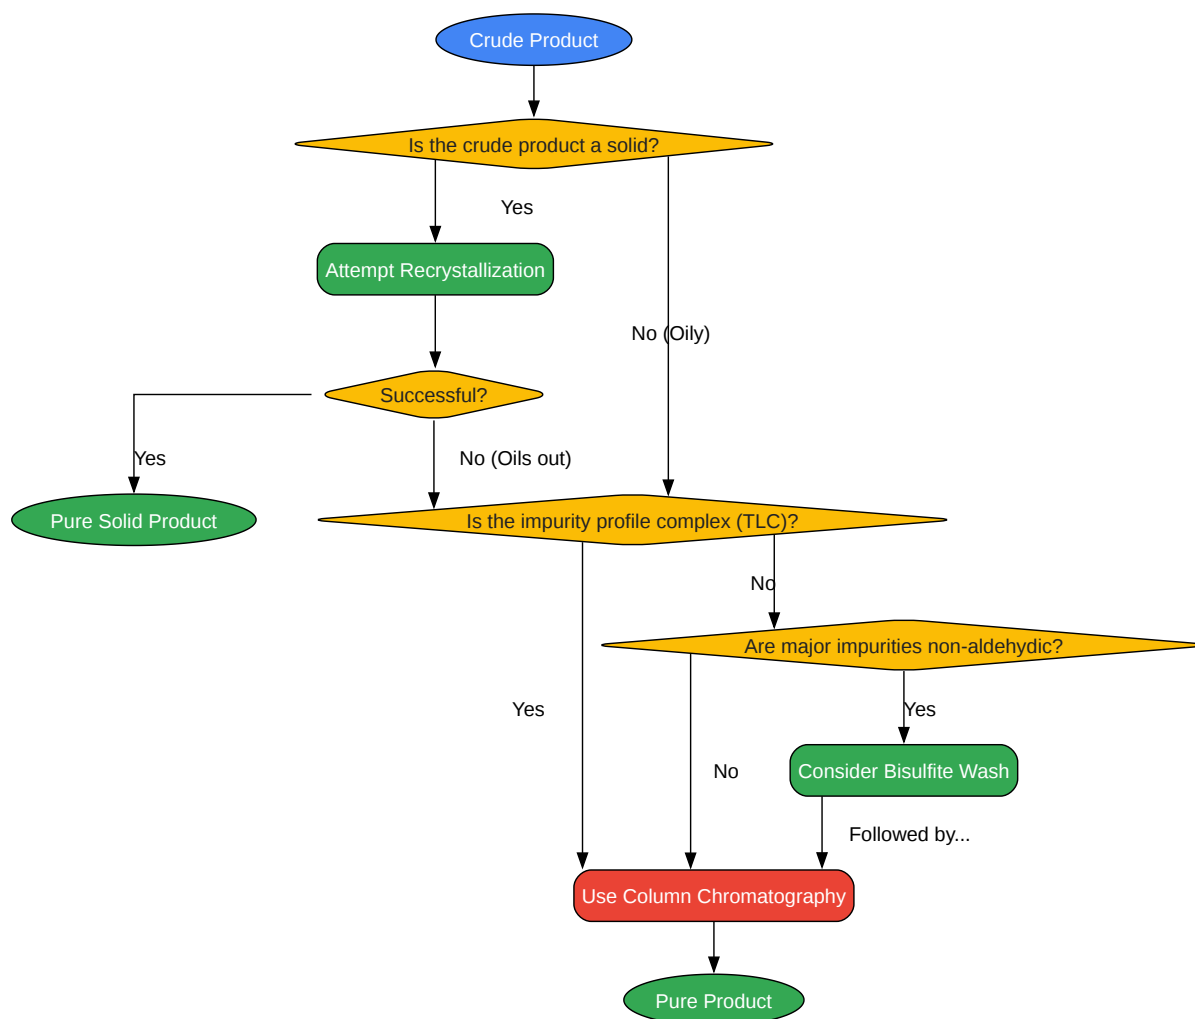 Crude Product
Is the crude product a solid?
Yes
Attempt Recrystallization
No (Oily)
Successful?
Yes
No (Oils out)
Pure Solid Product
Is the impurity profile complex (TLC)?
No
Are major impurities non-aldehydic?
Yes
Yes
No
Consider Bisulfite Wash
Followed by...
Use Column Chromatography
Pure Product